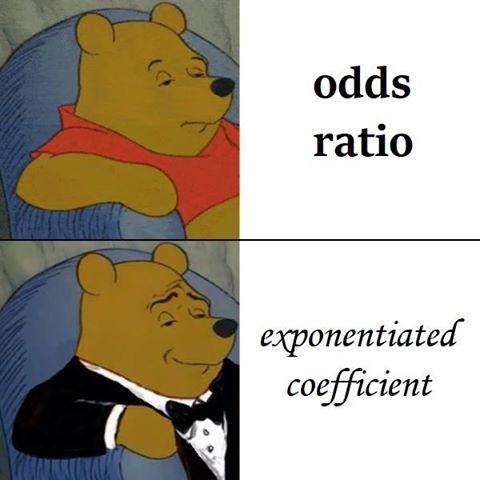 odds
ratio
exponentiated
coefficient